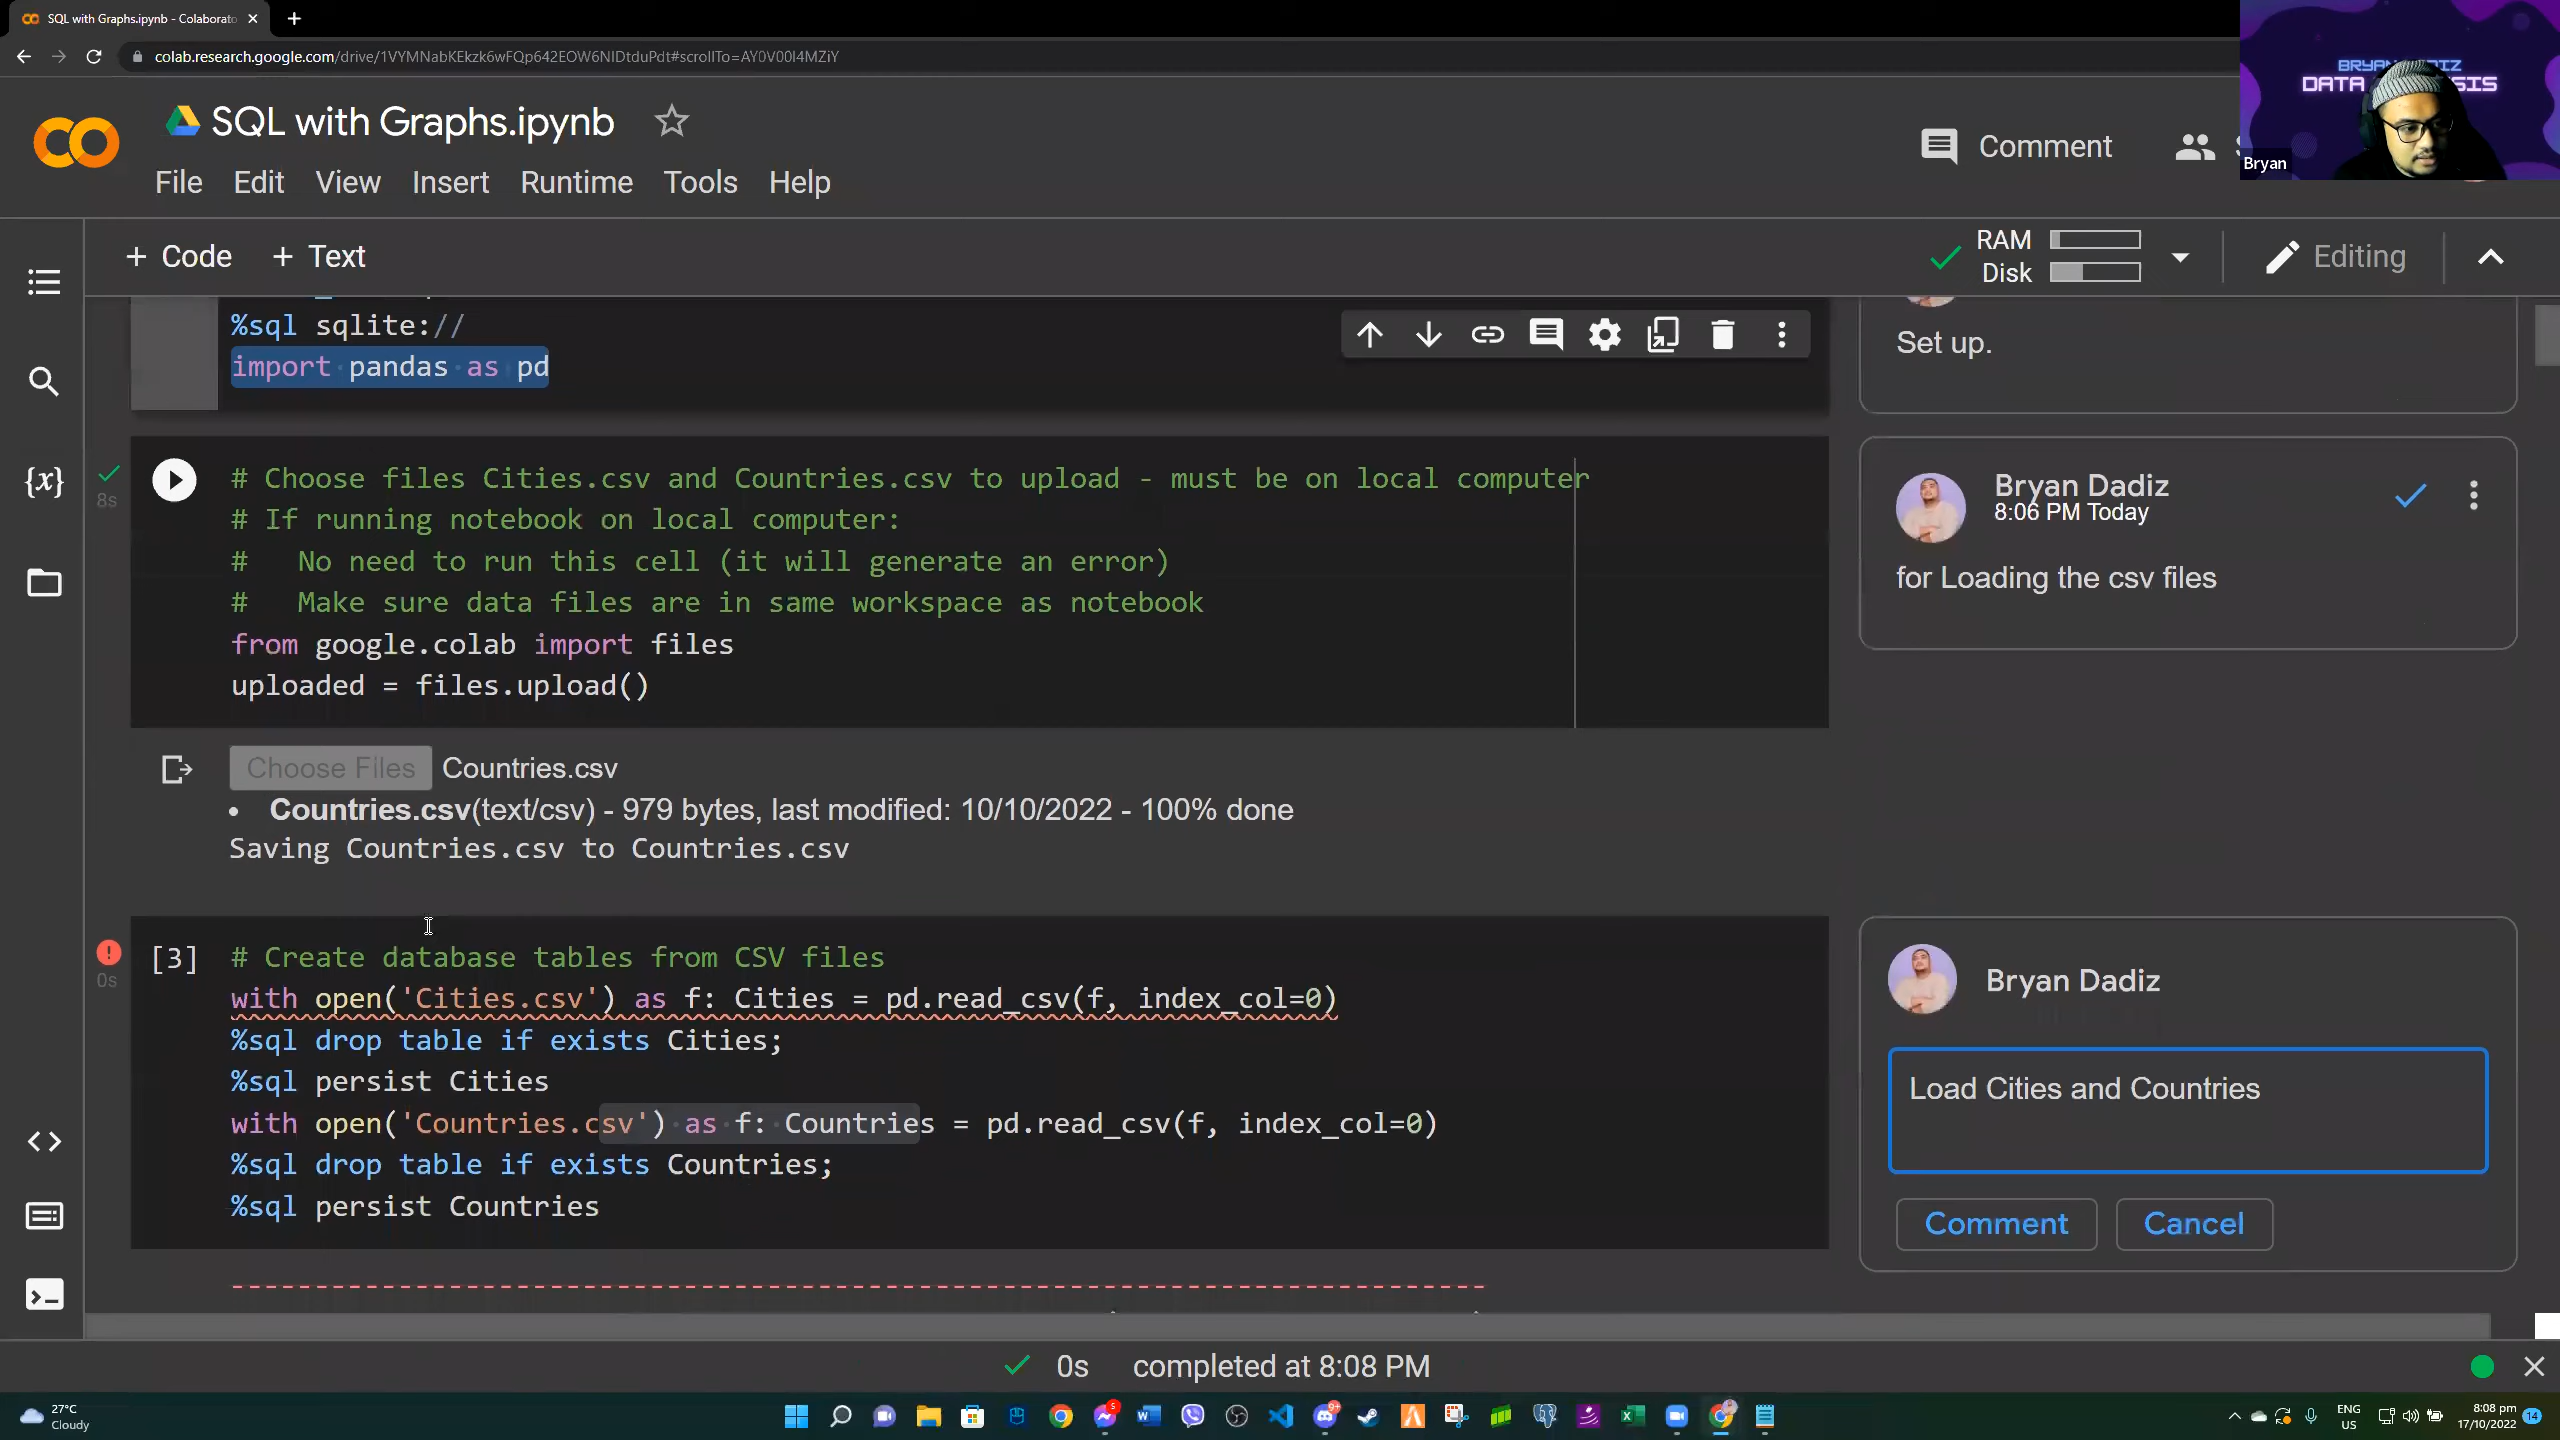 SQL with Graphs.ipynb - Colaborato
colab.research.google.com/drive/1VYMNabKEkzk6wFQp642EOW6NIDtduPdt#scrollTo=AY0V00I4MZiY
SQL with Graphs.ipynb
File Edit View Insert Runtime Tools Help
Comment
BRYAN
DATA
Bryan
+ Code + Text
RAM
Disk
Editing
%sql sqlite://
import pandas as pd
Set up.
8s
# Choose files Cities.csv and Countries.csv to upload - must be on local computer
# If running notebook on local computer:
#   No need to run this cell (it will generate an error)
#   Make sure data files are in same workspace as notebook
from google.colab import files
uploaded = files.upload()
Bryan Dadiz
8:06 PM Today
for Loading the csv files
Choose Files Countries.csv
• Countries.csv(text/csv) - 979 bytes, last modified: 10/10/2022 - 100% done
Saving Countries.csv to Countries.csv
[3]
0s
# Create database tables from CSV files
with open('Cities.csv') as f: Cities = pd.read_csv(f, index_col=0)
%sql drop table if exists Cities;
%sql persist Cities
with open('Countries.csv') as f: Countries = pd.read_csv(f, index_col=0)
%sql drop table if exists Countries;
%sql persist Countries
---------------------------------------------------------------------------
Bryan Dadiz
Load Cities and Countries
Comment Cancel
0s completed at 8:08 PM
27°C
Cloudy
ENG
US
8:08 pm
17/10/2022
14